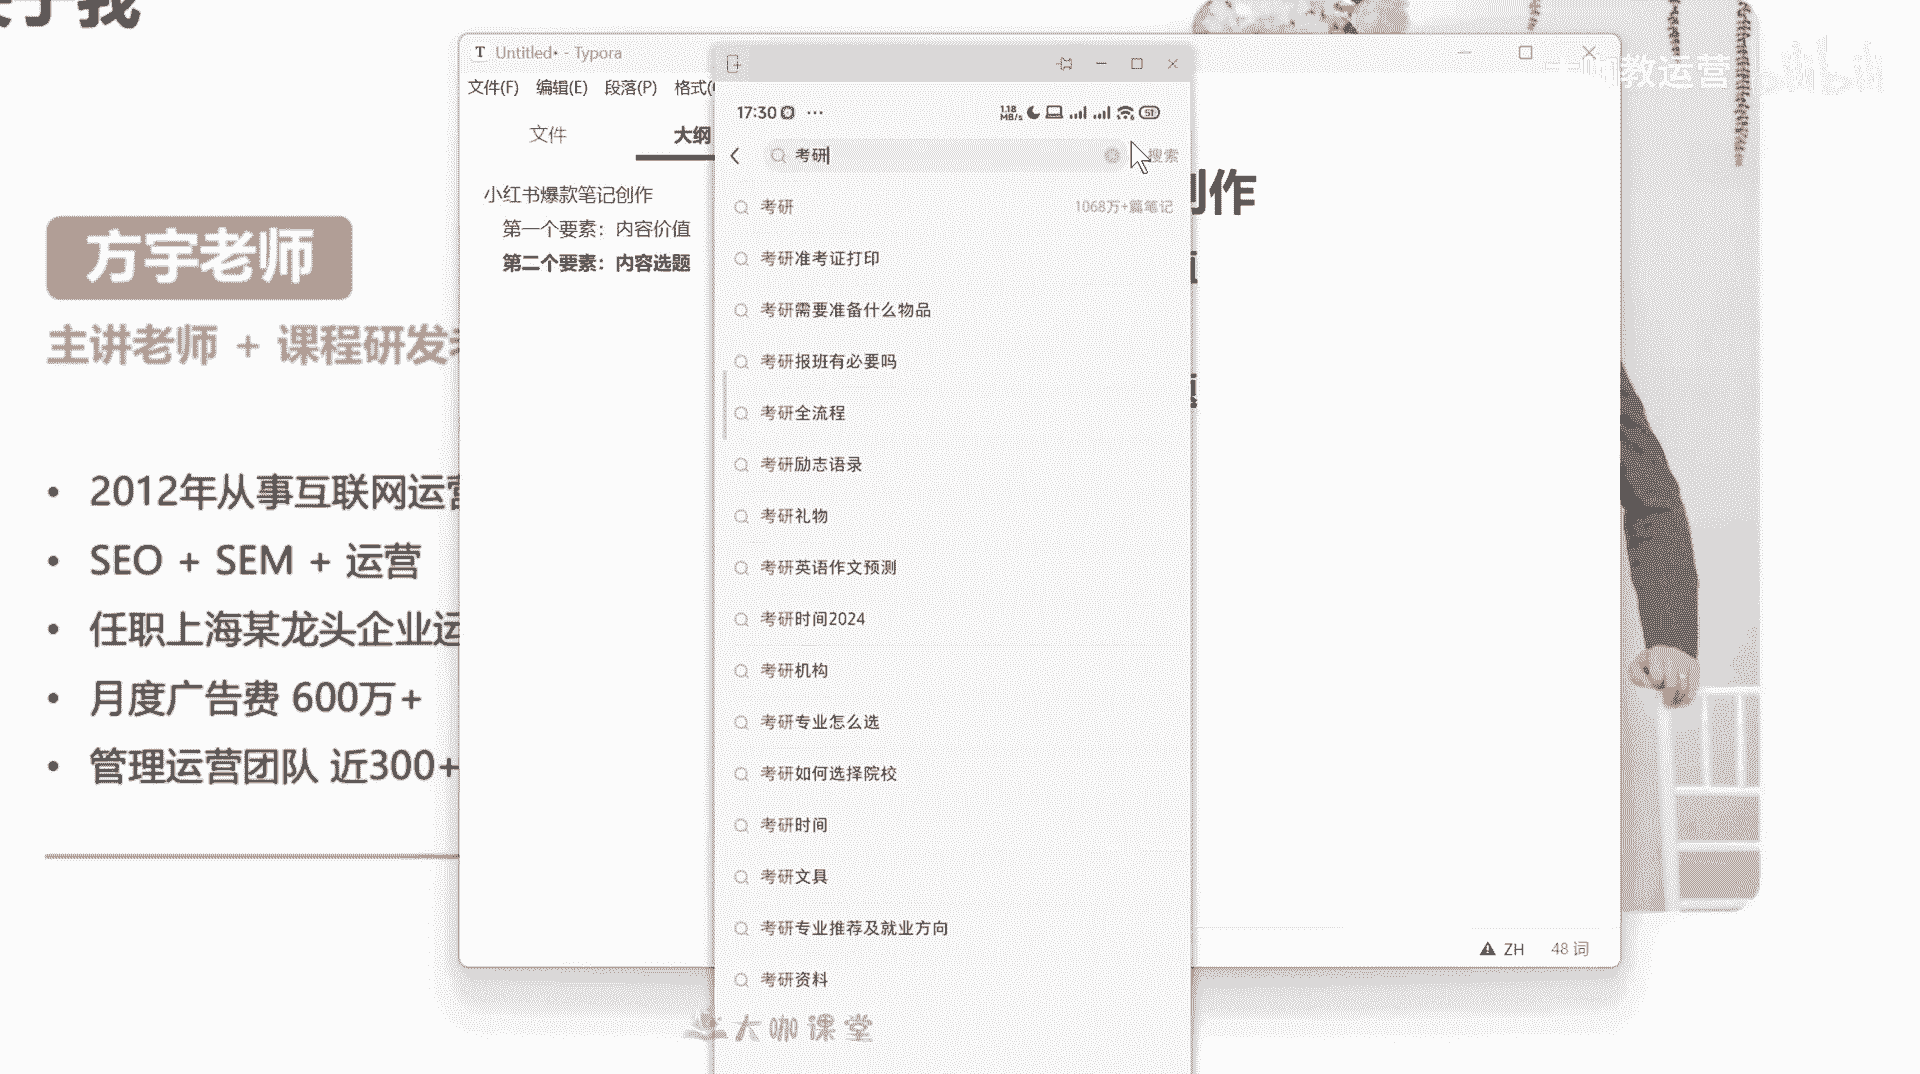 关于我
Untitled• - Typora
文件(F) 编辑(E) 段落(P) 格式(
文件
大纲
小红书爆款笔记创作
第一个要素：内容价值
第二个要素：内容选题
方宇老师
主讲老师 + 课程研发
• 2012年从事互联网运营
• SEO + SEM + 运营
• 任职上海某龙头企业运
• 月度广告费 600万+
• 管理运营团队 近300+
17:30 ···
1.18 MB/s
51
考研
搜索
考研
1068万+篇笔记
考研准考证打印
考研需要准备什么物品
考研报班有必要吗
考研全流程
考研励志语录
考研礼物
考研英语作文预测
考研时间2024
考研机构
考研专业怎么选
考研如何选择院校
考研时间
考研文具
考研专业推荐及就业方向
考研资料
创作
教运营
bilibili
ZH 48 词
大咖课堂